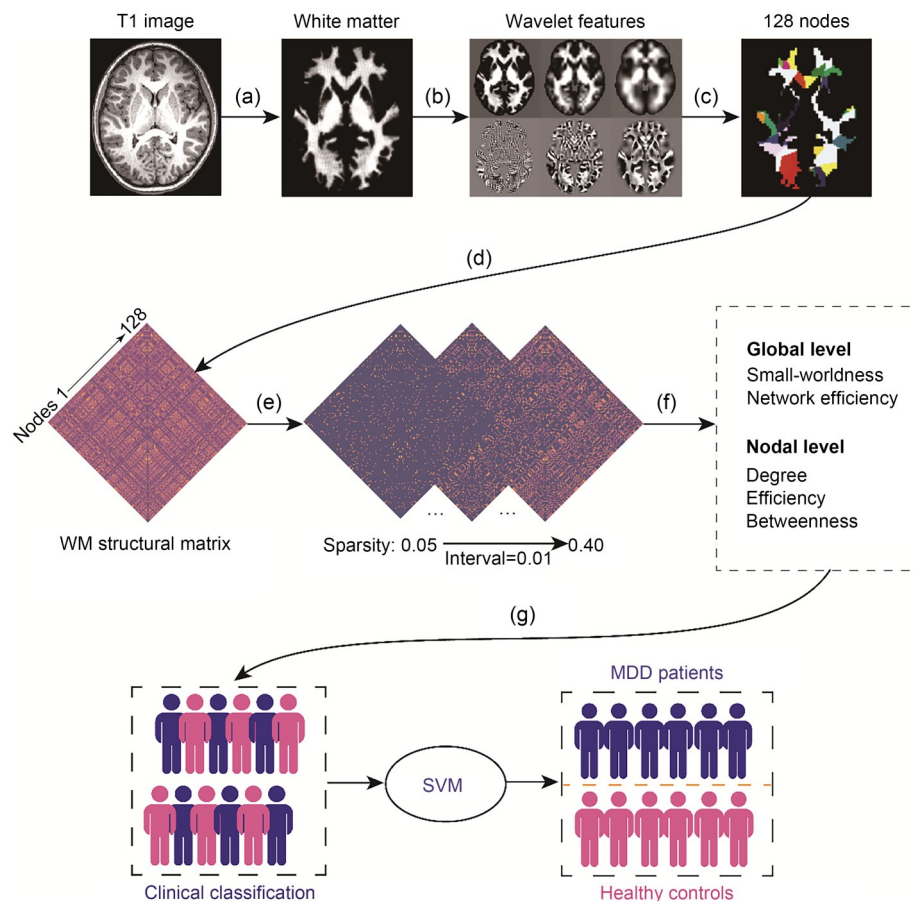 T1 image
White matter
Wavelet features
128 nodes
(a)
(b)
(c)
(d)
Nodes 1
128
(e)
(f)
Global level
Small-worldness
Network efficiency
Nodal level
Degree
Efficiency
Betweenness
... ...
WM structural matrix
Sparsity: 0.05
0.40
Interval=0.01
(g)
MDD patients
SVM
Clinical classification
Healthy controls